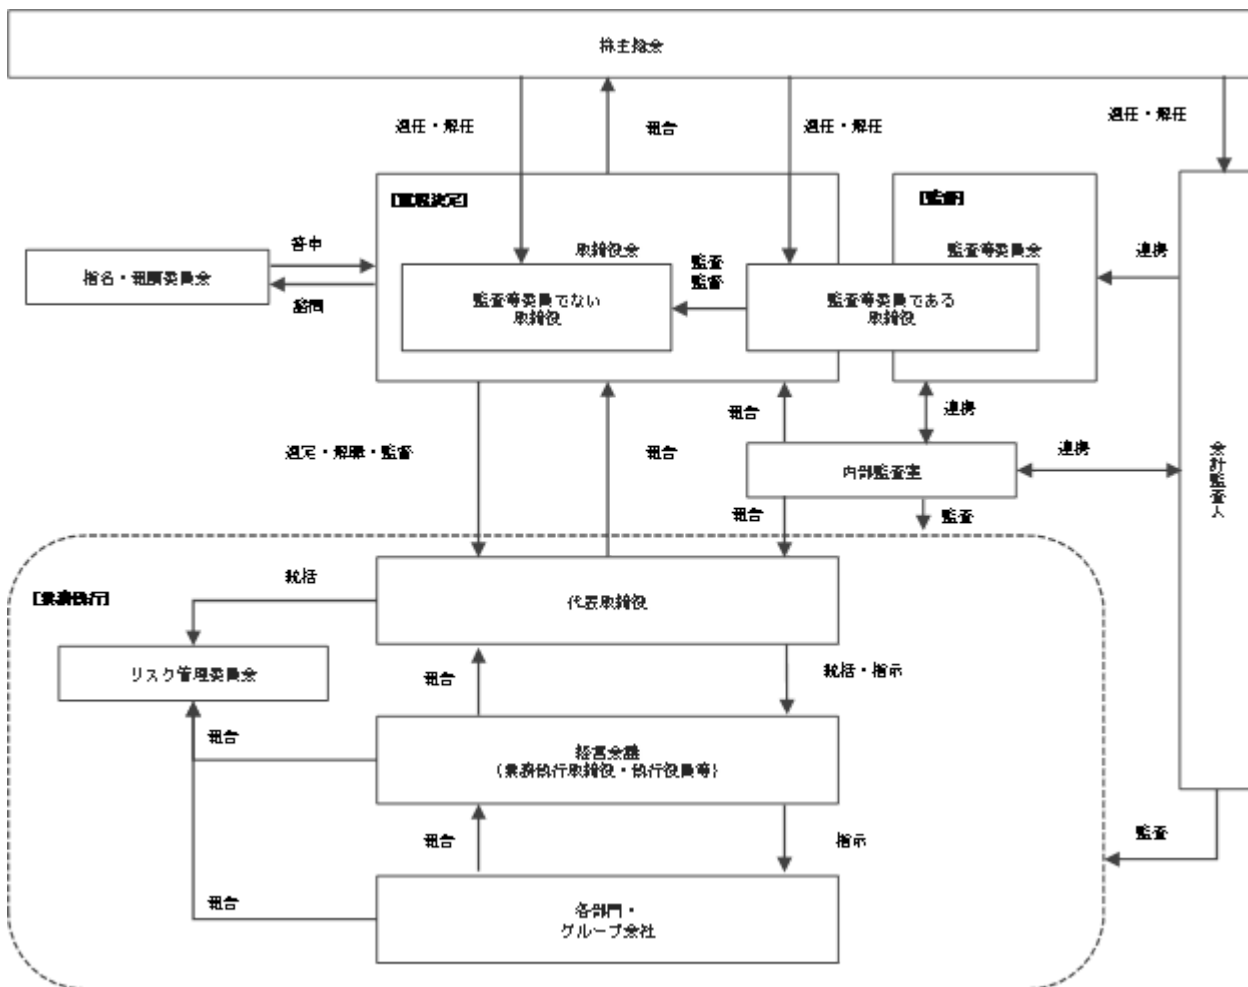 株主総会
選任・解任
報告
選任・解任
選任・解任
[意思決定]
[監督]
答申
取締役会
監査
監督
監査等委員会
連携
指名・報酬委員会
諮問
監査等委員でない
取締役
監査等委員である
取締役
選定・解職・監督
報告
報告
連携
内部監査室
連携
会計監査人
報告
監査
[業務執行]
統括
代表取締役
リスク管理委員会
報告
統括・指示
報告
経営会議
(業務執行取締役・執行役員等)
報告
指示
監査
報告
各部門・
グループ会社